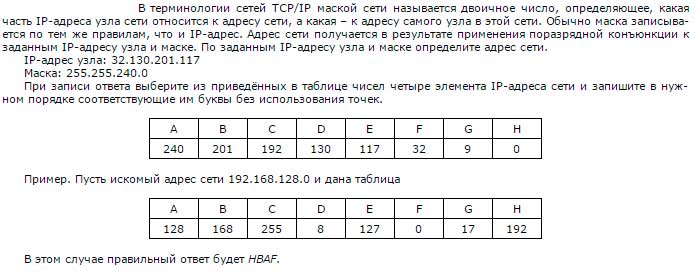 В терминологии сетей TCP/IP маской сети называется двоичное число, определяющее, какая
часть IP-адреса узла сети относится к адресу сети, а какая – к адресу самого узла в этой сети. Обычно маска записыва-
ется по тем же правилам, что и IP-адрес. Адрес сети получается в результате применения поразрядной конъюнкции к
заданным IP-адресу узла и маске. По заданным IP-адресу узла и маске определите адрес сети.
IP-адрес узла: 32.130.201.117
Маска: 255.255.240.0
При записи ответа выберите из приведённых в таблице чисел четыре элемента IP-адреса сети и запишите в нуж-
ном порядке соответствующие им буквы без использования точек.
A B C D E F G H
240 201 192 130 117 32 9 0
Пример. Пусть искомый адрес сети 192.168.128.0 и дана таблица
A B C D E F G H
128 168 255 8 127 0 17 192
В этом случае правильный ответ будет HBAF.